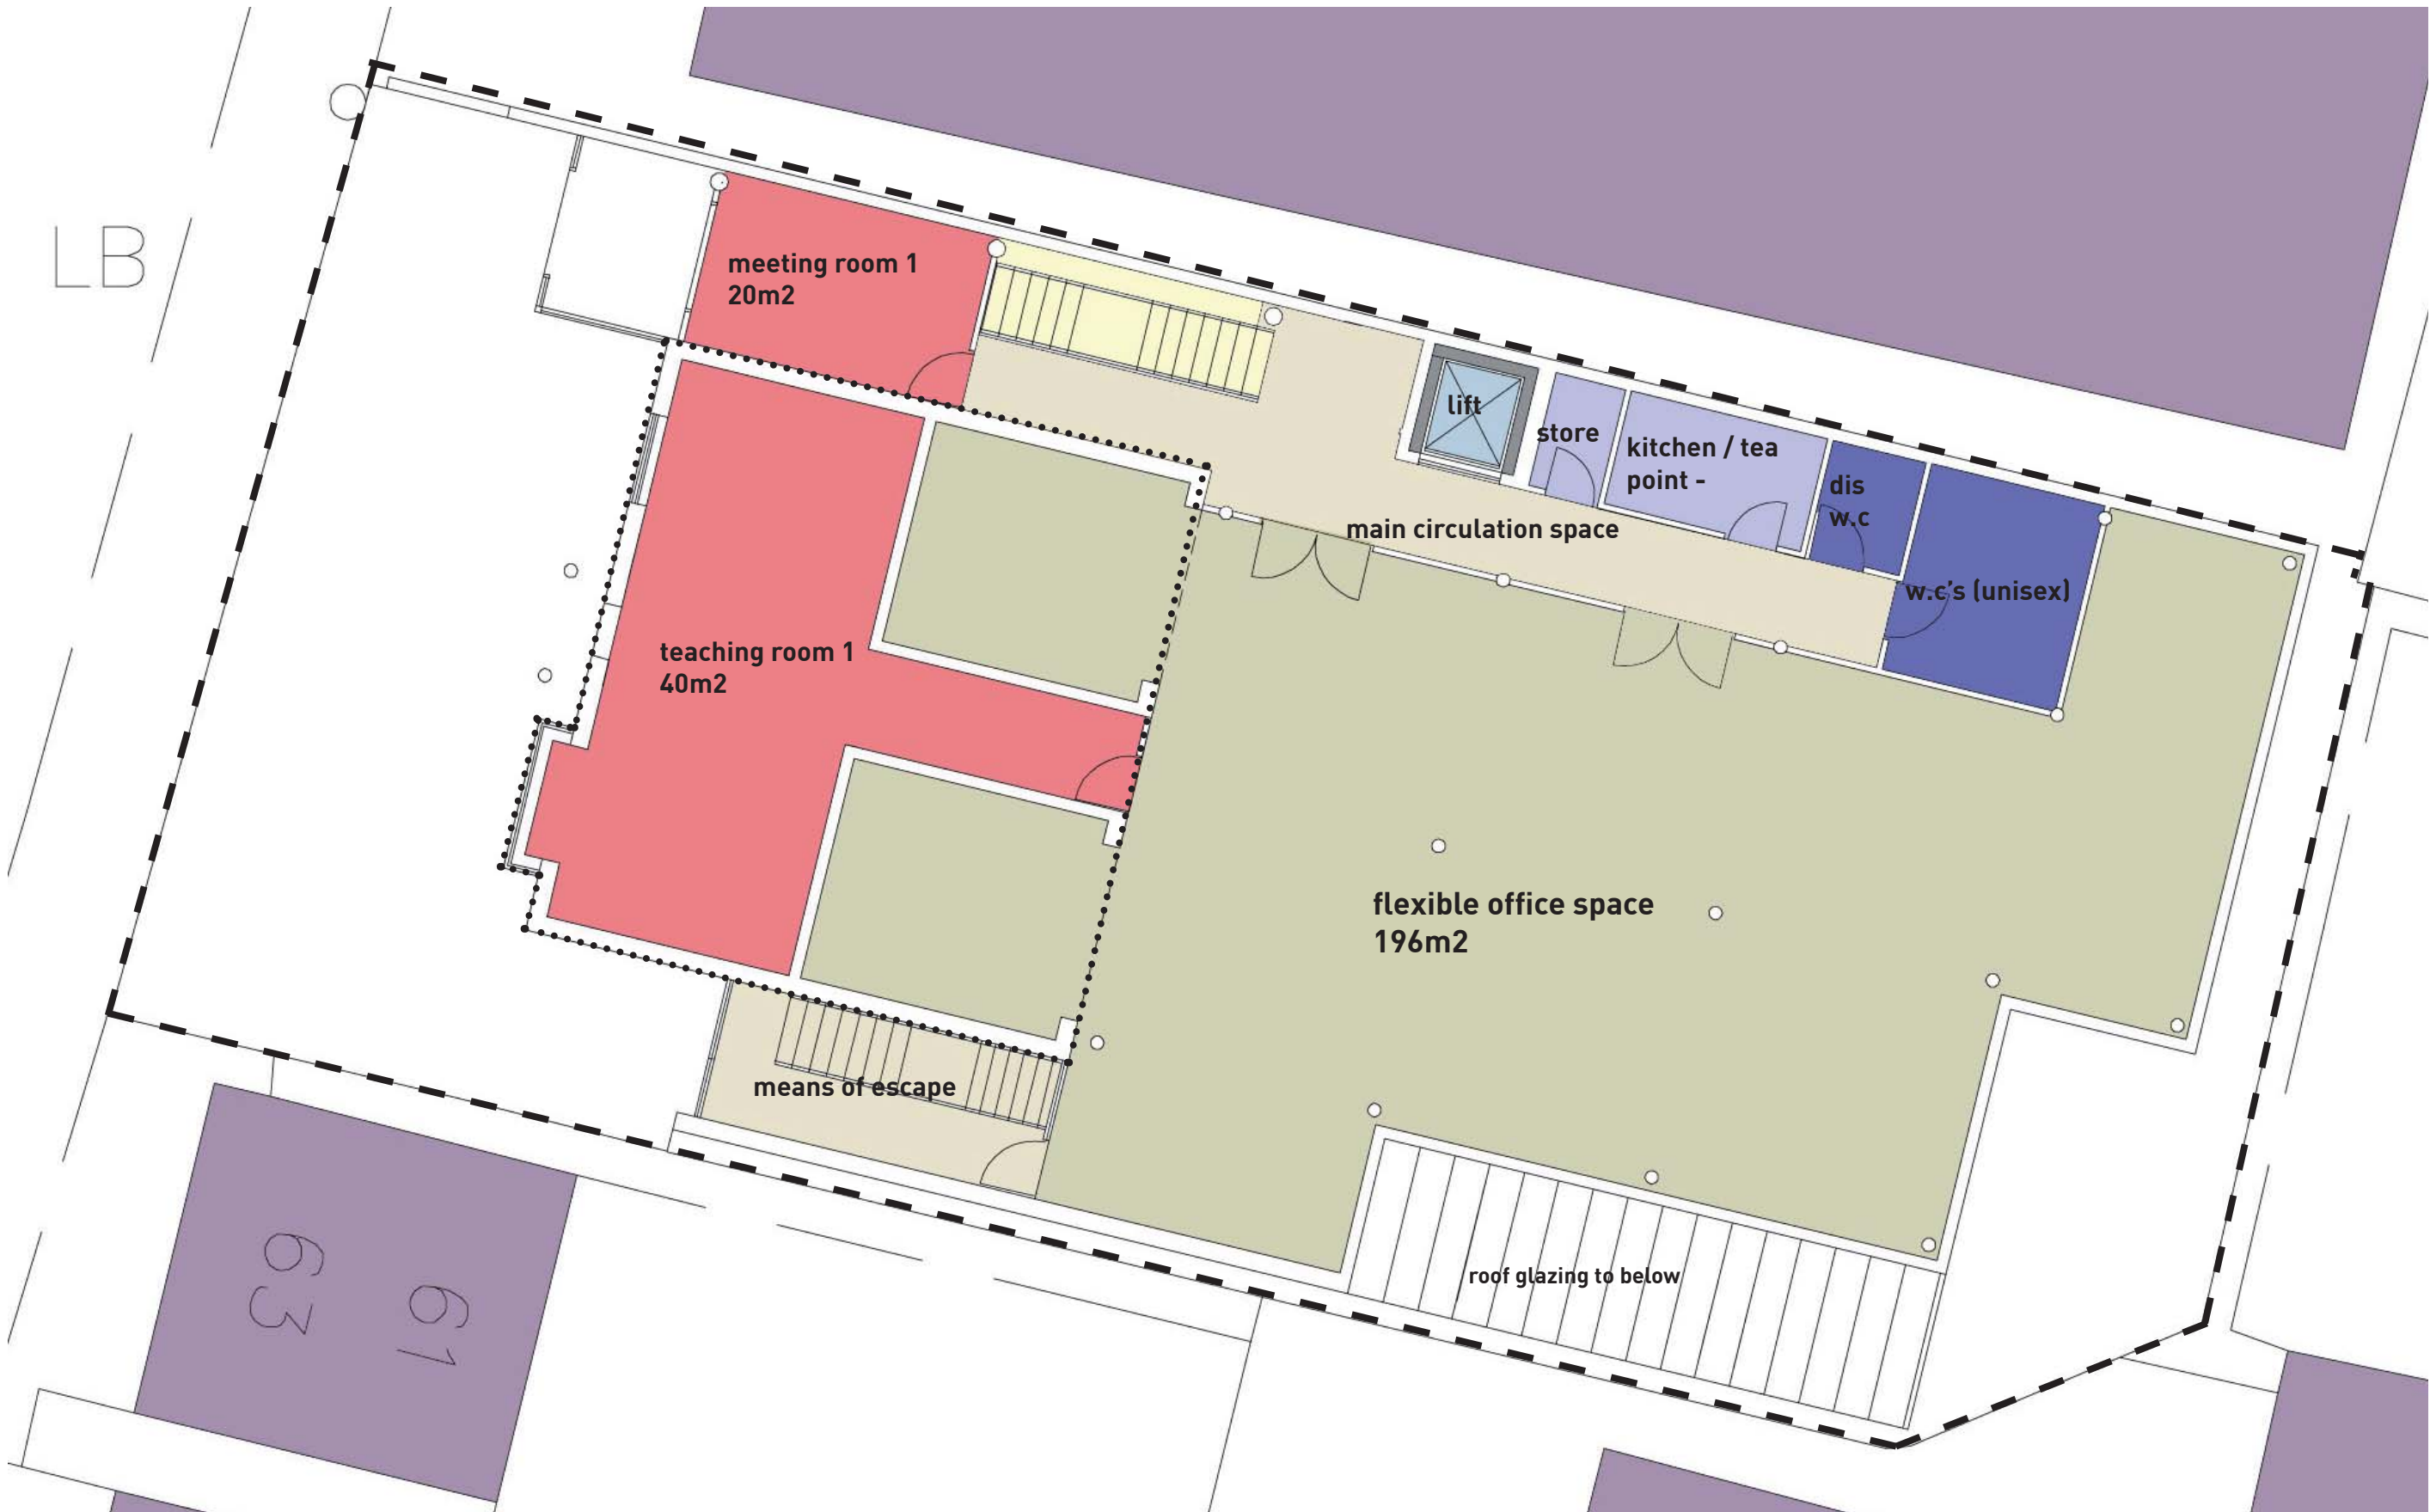 LB
meeting room 1
20m2
lift
store
kitchen / tea
point -
dis
w.c
main circulation space
w.c's (unisex)
teaching room 1
40m2
flexible office space
196m2
means of escape
roof glazing to below
63
61